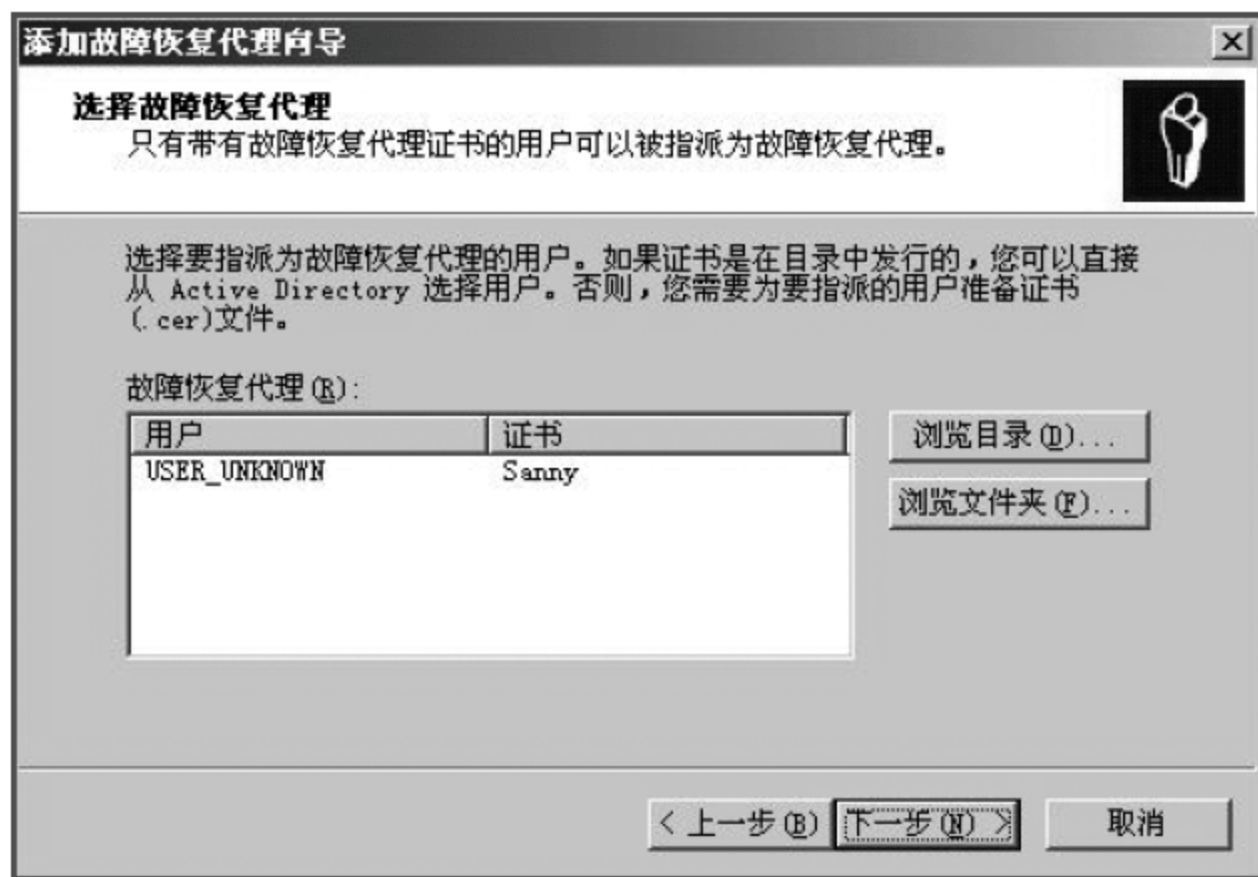 添加故障恢复代理向导
选择故障恢复代理
只有带有故障恢复代理证书的用户可以被指派为故障恢复代理。
选择要指派为故障恢复代理的用户。如果证书是在目录中发行的，您可以直接
从 Active Directory 选择用户。否则，您需要为要指派的用户准备证书
(.cer)文件。
故障恢复代理(R):
用户 证书
USER_UNKNOWN Sanny
浏览目录(D)...
浏览文件夹(F)...
< 上一步(B) 下一步(N) > 取消